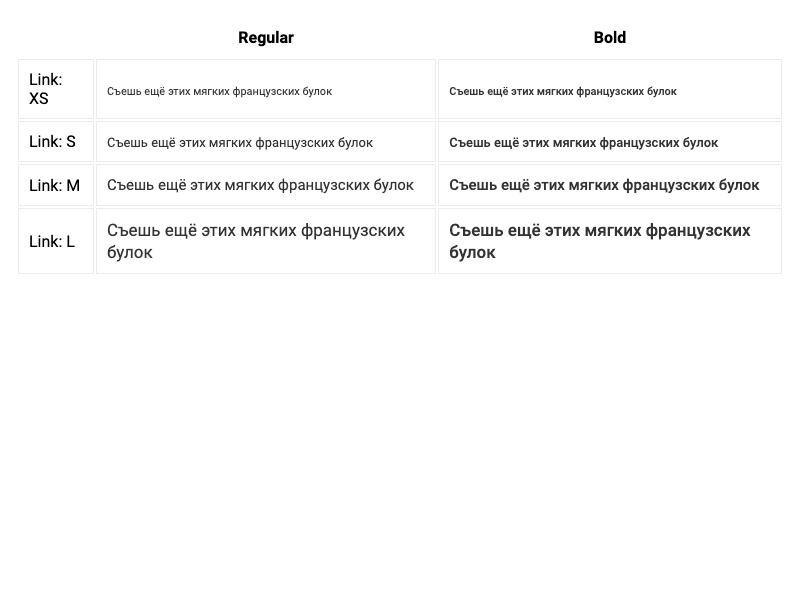 Regular Bold
Link:
XS
Съешь ещё этих мягких французских булок Съешь ещё этих мягких французских булок
Link: S Съешь ещё этих мягких французских булок Съешь ещё этих мягких французских булок
Link: M Съешь ещё этих мягких французских булок Съешь ещё этих мягких французских булок
Link: L
Съешь ещё этих мягких французских
булок
Съешь ещё этих мягких французских
булок